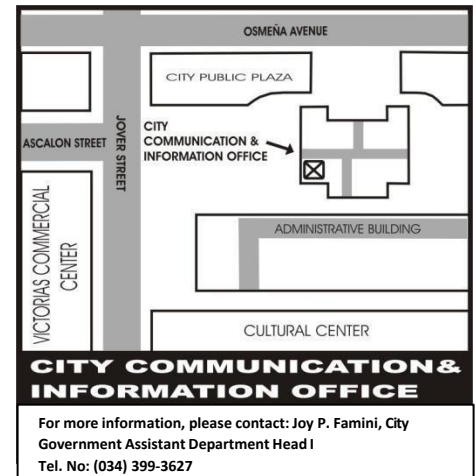 OSMEÑA AVENUE
CITY PUBLIC PLAZA
ASCALON STREET
JOVER STREET
CITY
COMMUNICATION &
INFORMATION OFFICE
VICTORIAS COMMERCIAL
CENTER
ADMINISTRATIVE BUILDING
CULTURAL CENTER
CITY COMMUNICATION&
INFORMATION OFFICE
For more information, please contact: Joy P. Famini, City
Government Assistant Department Head I
Tel. No: (034) 399-3627